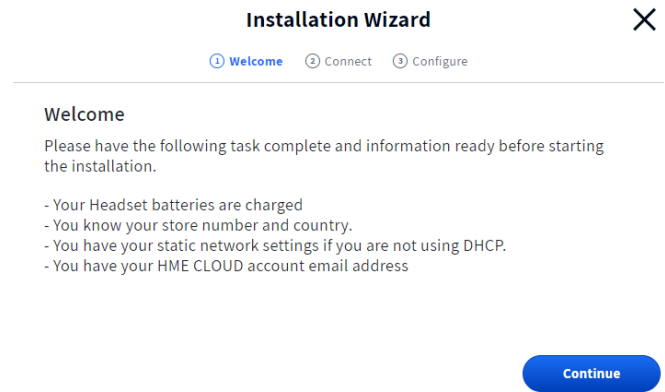 Installation Wizard
1 Welcome 2 Connect 3 Configure
Welcome
Please have the following task complete and information ready before starting
the installation.
- Your Headset batteries are charged
- You know your store number and country.
- You have your static network settings if you are not using DHCP.
- You have your HME CLOUD account email address
Continue